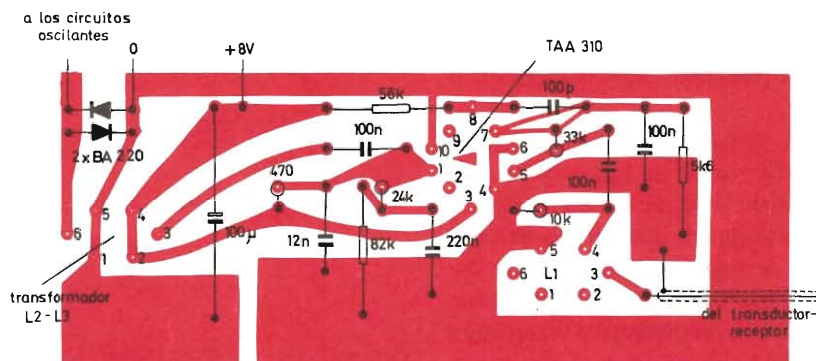 a los circuitos
oscilantes
0
+8V
TAA 310
56k
100p
8
9
7
33k
100n
2 x BA 220
100n
10
6
5k6
470
1
5
2
100n
24k
4
5
4
3
3
10k
6
100µ
12n
82k
220n
5
4
1
2
6
L1
3
transformador
L2-L3
1
2
del transductor-
receptor